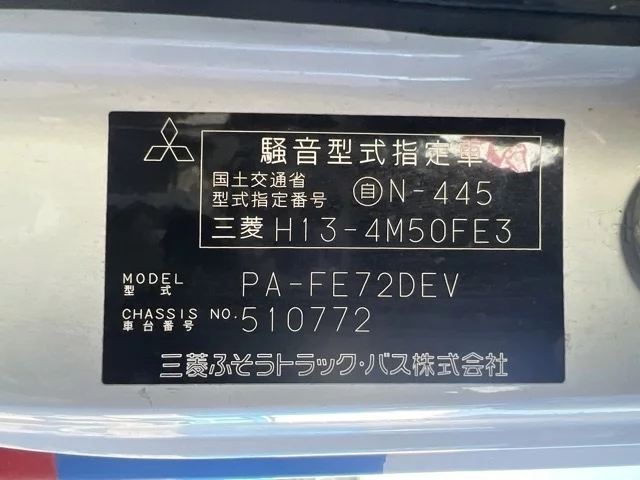 騒音型式指定車
国土交通省
型式指定番号 自N-445
三菱 H13-4M50FE3
MODEL 型式 PA-FE72DEV
CHASSIS NO. 車台番号 510772
三菱ふそうトラック・バス株式会社